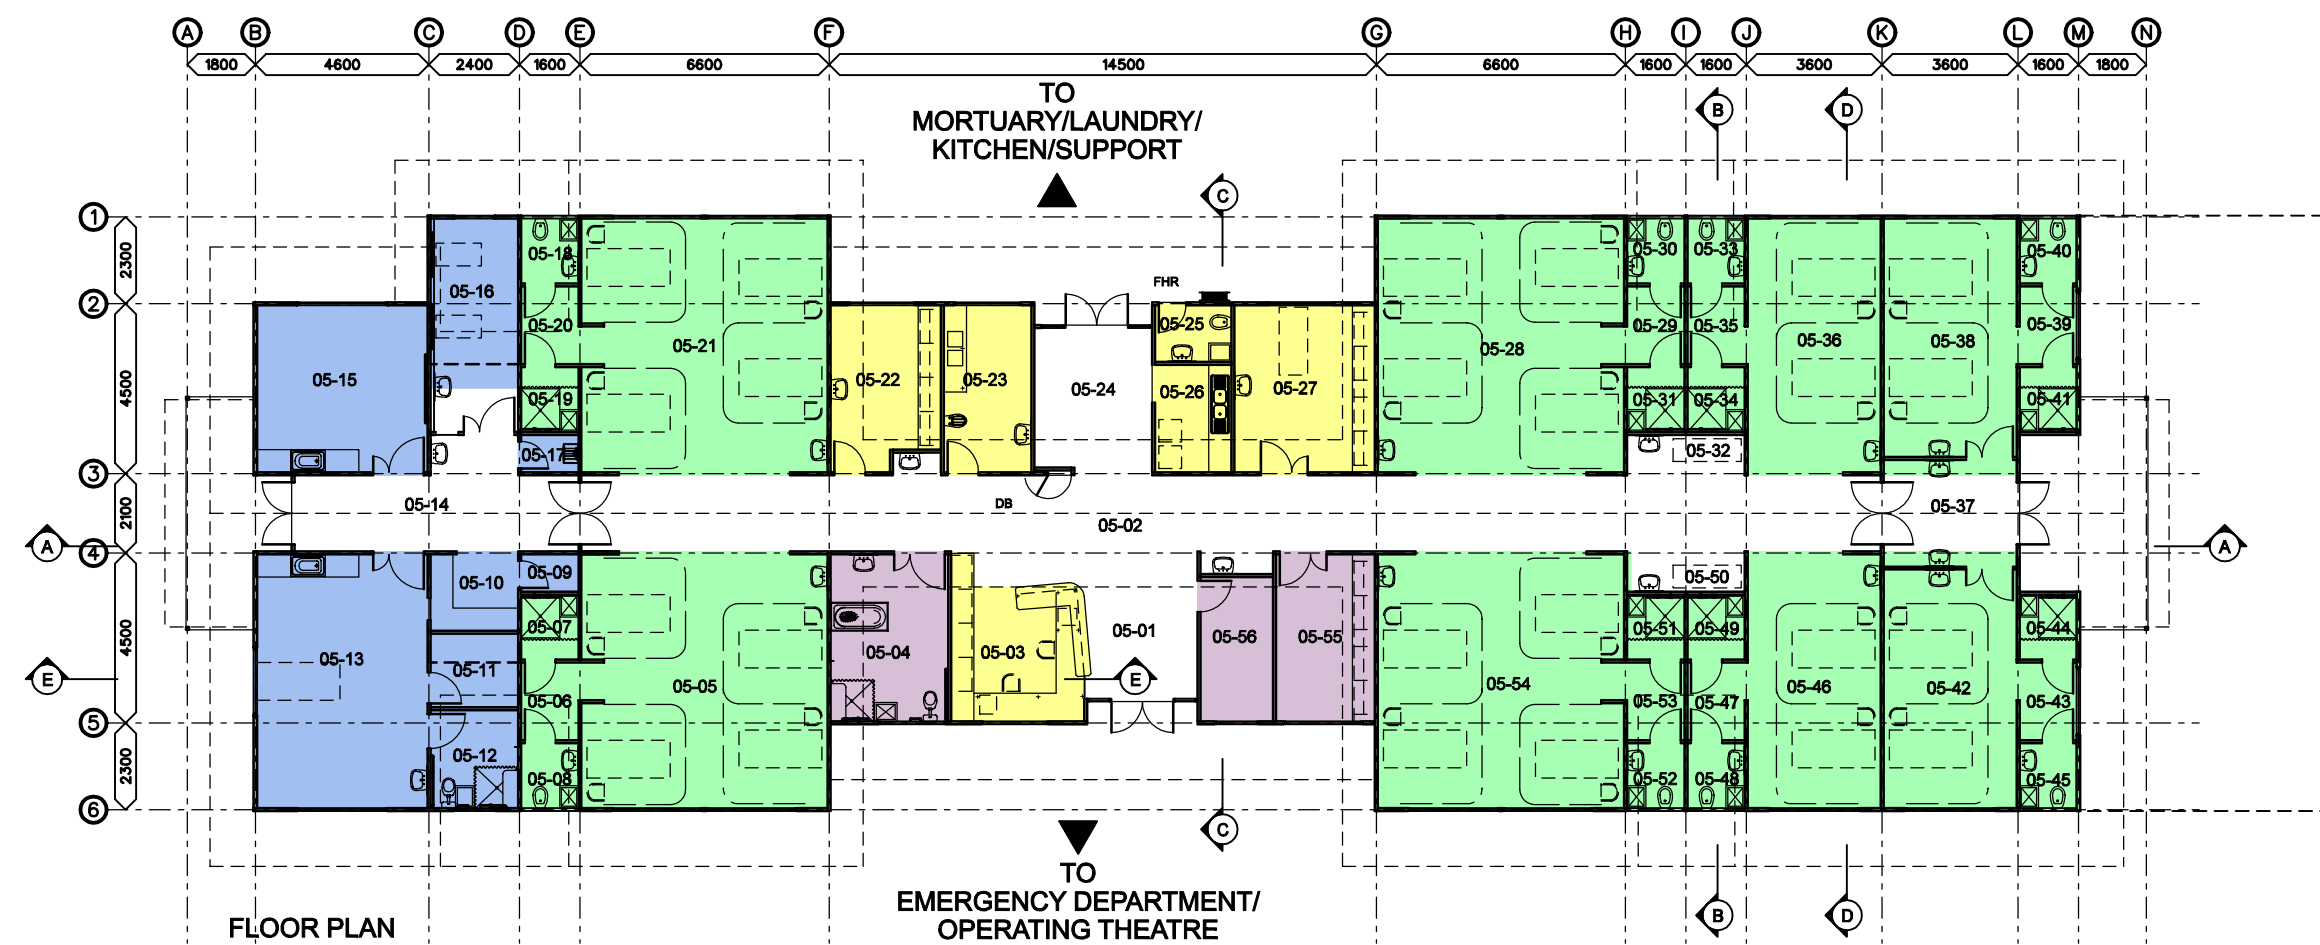 A B C D E F G H I J K L M N
1800 4600 2400 1600 6600 14500 6600 1600 1600 3600 3600 1600 1800
TO
MORTUARY/LAUNDRY/
KITCHEN/SUPPORT
B D
C
1
2300
2
4500
3
2100
4
4500
5
2300
6
FHR
05-18 05-30 05-33 05-40
05-16
05-20 05-25 05-29 05-35 05-39
05-21 05-28 05-36 05-38
05-15 05-22 05-23 05-24 05-26 05-27
05-19 05-31 05-34 05-41
05-17 05-32
05-14 DB 05-37
05-02
A A
05-10 05-09 05-50
05-07 05-01 05-56 05-55 05-51 05-49 05-44
05-13 05-04 05-03
05-11 E E
05-05 05-54 05-46 05-42
05-06 05-53 05-47 05-43
05-12
05-08 05-52 05-48 05-45
C
TO
EMERGENCY DEPARTMENT/
OPERATING THEATRE
B D
FLOOR PLAN